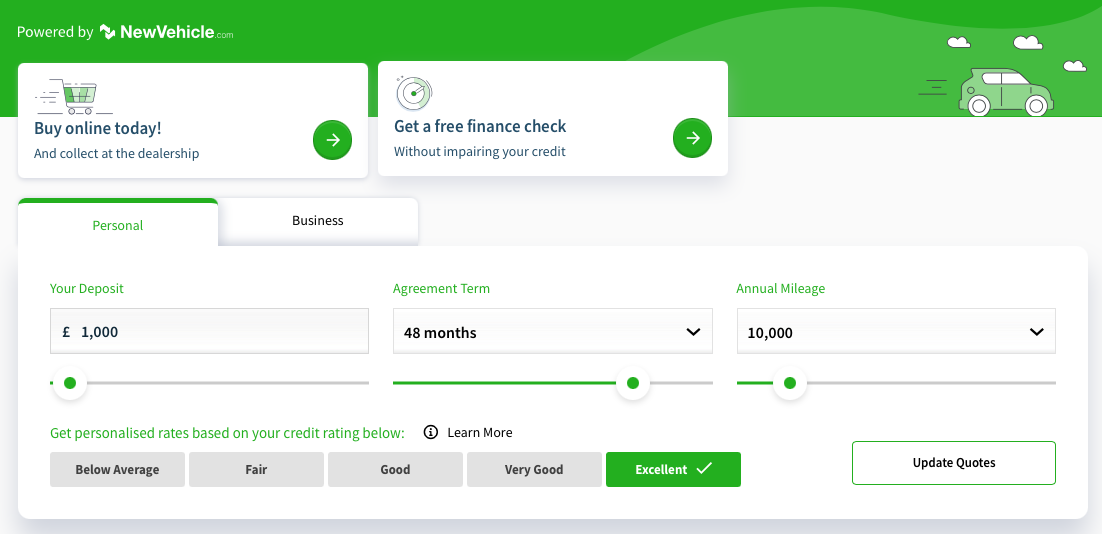 Powered by NewVehicle.com
Buy online today!
And collect at the dealership
Get a free finance check
Without impairing your credit
Personal
Business
Your Deposit
Agreement Term
Annual Mileage
£ 1,000
48 months
10,000
Get personalised rates based on your credit rating below:
Learn More
Below Average
Fair
Good
Very Good
Excellent
Update Quotes